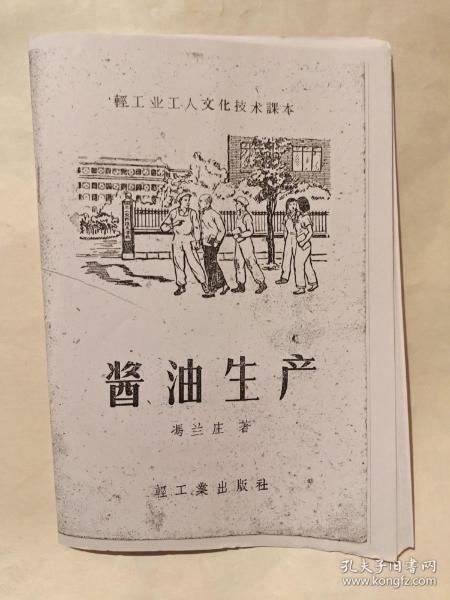 輕工业工人文化技术課本
酱油生产
馮兰庄 著
輕工業出版社
孔夫子旧书网
www.kongfz.com